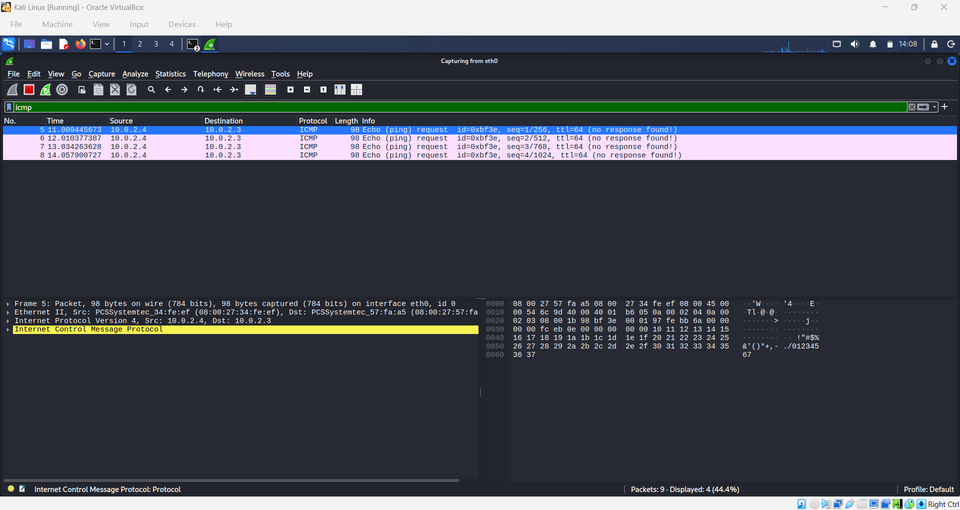 Kali Linux [Running] - Oracle VirtualBox
File Machine View Input Devices Help
1 2 3 4 2 14:08
Capturing from eth0
File Edit View Go Capture Analyze Statistics Telephony Wireless Tools Help
icmp
No. Time Source Destination Protocol Length Info
5 11.009445673 10.0.2.4 10.0.2.3 ICMP 98 Echo (ping) request id=0xbf3e, seq=1/256, ttl=64 (no response found!)
6 12.010377387 10.0.2.4 10.0.2.3 ICMP 98 Echo (ping) request id=0xbf3e, seq=2/512, ttl=64 (no response found!)
7 13.034263628 10.0.2.4 10.0.2.3 ICMP 98 Echo (ping) request id=0xbf3e, seq=3/768, ttl=64 (no response found!)
8 14.057900727 10.0.2.4 10.0.2.3 ICMP 98 Echo (ping) request id=0xbf3e, seq=4/1024, ttl=64 (no response found!)
Frame 5: Packet, 98 bytes on wire (784 bits), 98 bytes captured (784 bits) on interface eth0, id 0
Ethernet II, Src: PCSSystemtec_34:fe:ef (08:00:27:34:fe:ef), Dst: PCSSystemtec_57:fa:a5 (08:00:27:57:fa
Internet Protocol Version 4, Src: 10.0.2.4, Dst: 10.0.2.3
Internet Control Message Protocol
0000 08 00 27 57 fa a5 08 00 27 34 fe ef 08 00 45 00 ··'W···· '4····E·
0010 00 54 6c 9d 40 00 40 01 b6 05 0a 00 02 04 0a 00 ·Tl·@·@· ········
0020 02 03 08 00 1b 98 bf 3e 00 01 97 fe bb 6a 00 00 ·······> ·····j··
0030 00 00 fc eb 0e 00 00 00 00 00 10 11 12 13 14 15 ········ ········
0040 16 17 18 19 1a 1b 1c 1d 1e 1f 20 21 22 23 24 25 ········ ·· !"#$%
0050 26 27 28 29 2a 2b 2c 2d 2e 2f 30 31 32 33 34 35 &'()*+,- ./012345
0060 36 37 67
Internet Control Message Protocol: Protocol Packets: 9 · Displayed: 4 (44.4%) Profile: Default
Right Ctrl